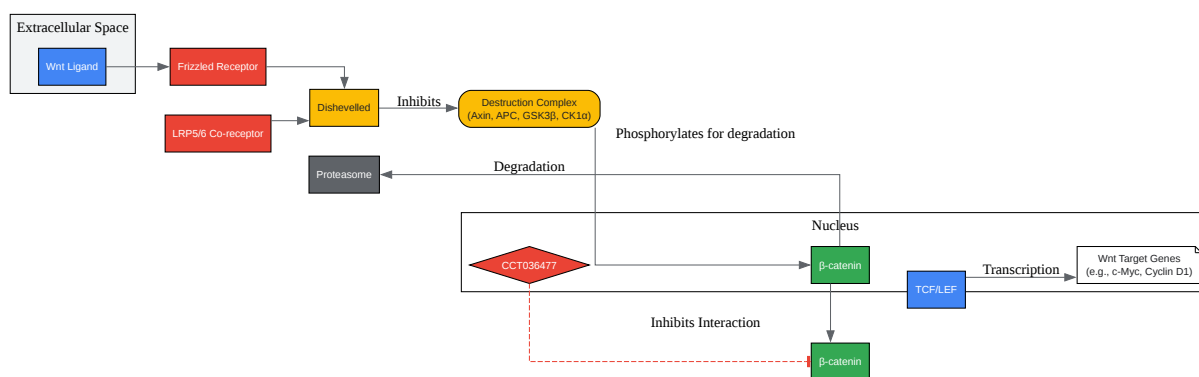 Extracellular Space
Wnt Ligand
Frizzled Receptor
Dishevelled
Inhibits
Destruction Complex
(Axin, APC, GSK3β, CK1α)
LRP5/6 Co-receptor
Phosphorylates for degradation
Proteasome
Degradation
Nucleus
CCT036477
β-catenin
Wnt Target Genes
(e.g., c-Myc, Cyclin D1)
Transcription
TCF/LEF
Inhibits Interaction
β-catenin